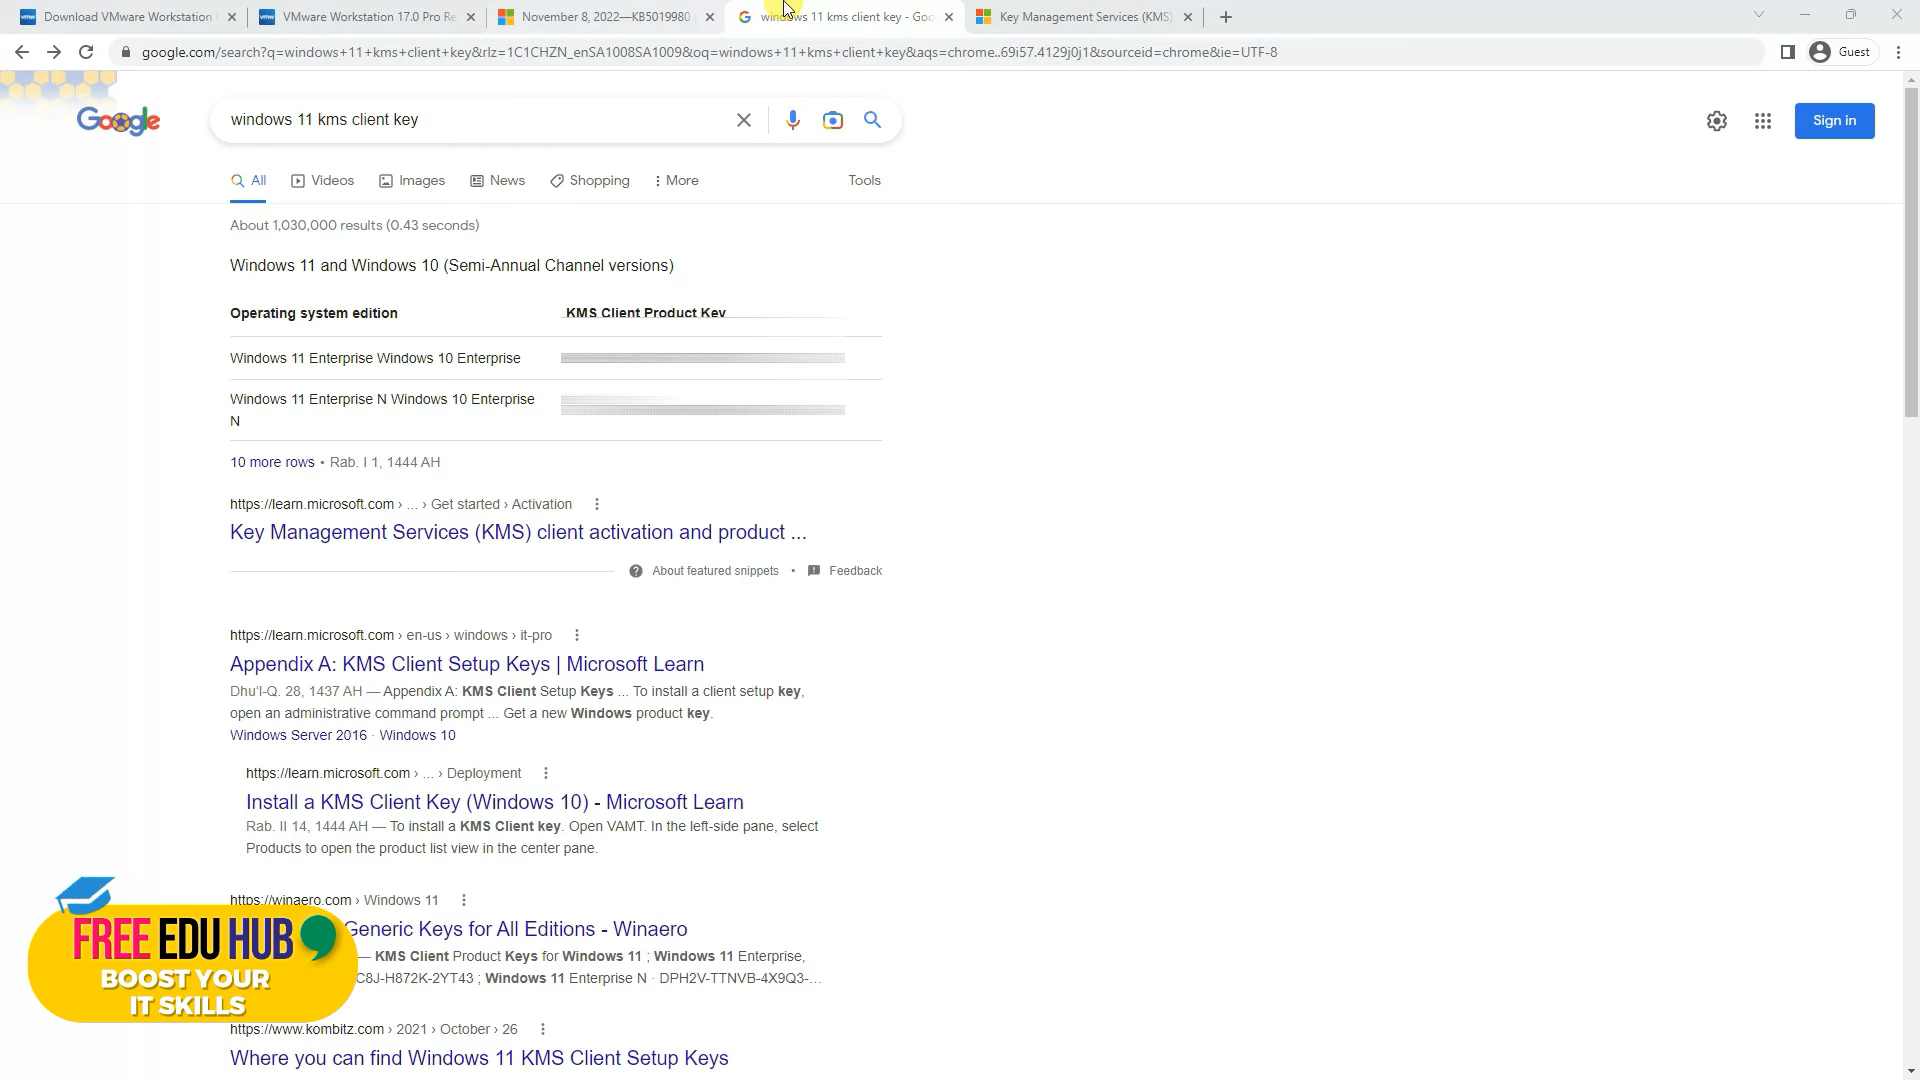 Download VMware Workstation
VMware Workstation 17.0 Pro Re
November 8, 2022—KB5019980
windows 11 kms client key - Goo
Key Management Services (KMS)
google.com/search?q=windows+11+kms+client+key&rlz=1C1CHZN_enSA1008SA1009&oq=windows+11+kms+client+key&aqs=chrome..69i57.4129j0j1&sourceid=chrome&ie=UTF-8
Guest
Google
windows 11 kms client key
Sign in
All
Videos
Images
News
Shopping
More
Tools
About 1,030,000 results (0.43 seconds)
Windows 11 and Windows 10 (Semi-Annual Channel versions)
Operating system edition
KMS Client Product Key
Windows 11 Enterprise Windows 10 Enterprise
Windows 11 Enterprise N Windows 10 Enterprise
N
10 more rows • Rab. I 1, 1444 AH
https://learn.microsoft.com › ... › Get started › Activation
Key Management Services (KMS) client activation and product ...
About featured snippets • Feedback
https://learn.microsoft.com › en-us › windows › it-pro
Appendix A: KMS Client Setup Keys | Microsoft Learn
Dhuʻl-Q. 28, 1437 AH — Appendix A: KMS Client Setup Keys ... To install a client setup key,
open an administrative command prompt ... Get a new Windows product key.
Windows Server 2016 · Windows 10
https://learn.microsoft.com › ... › Deployment
Install a KMS Client Key (Windows 10) - Microsoft Learn
Rab. II 14, 1444 AH — To install a KMS Client key. Open VAMT. In the left-side pane, select
Products to open the product list view in the center pane.
https://winaero.com › Windows 11
Generic Keys for All Editions - Winaero
— KMS Client Product Keys for Windows 11 ; Windows 11 Enterprise,
C8J-H872K-2YT43 ; Windows 11 Enterprise N · DPH2V-TTNVB-4X9Q3-...
https://www.kombitz.com › 2021 › October › 26
Where you can find Windows 11 KMS Client Setup Keys
FREE EDU HUB
BOOST YOUR
IT SKILLS